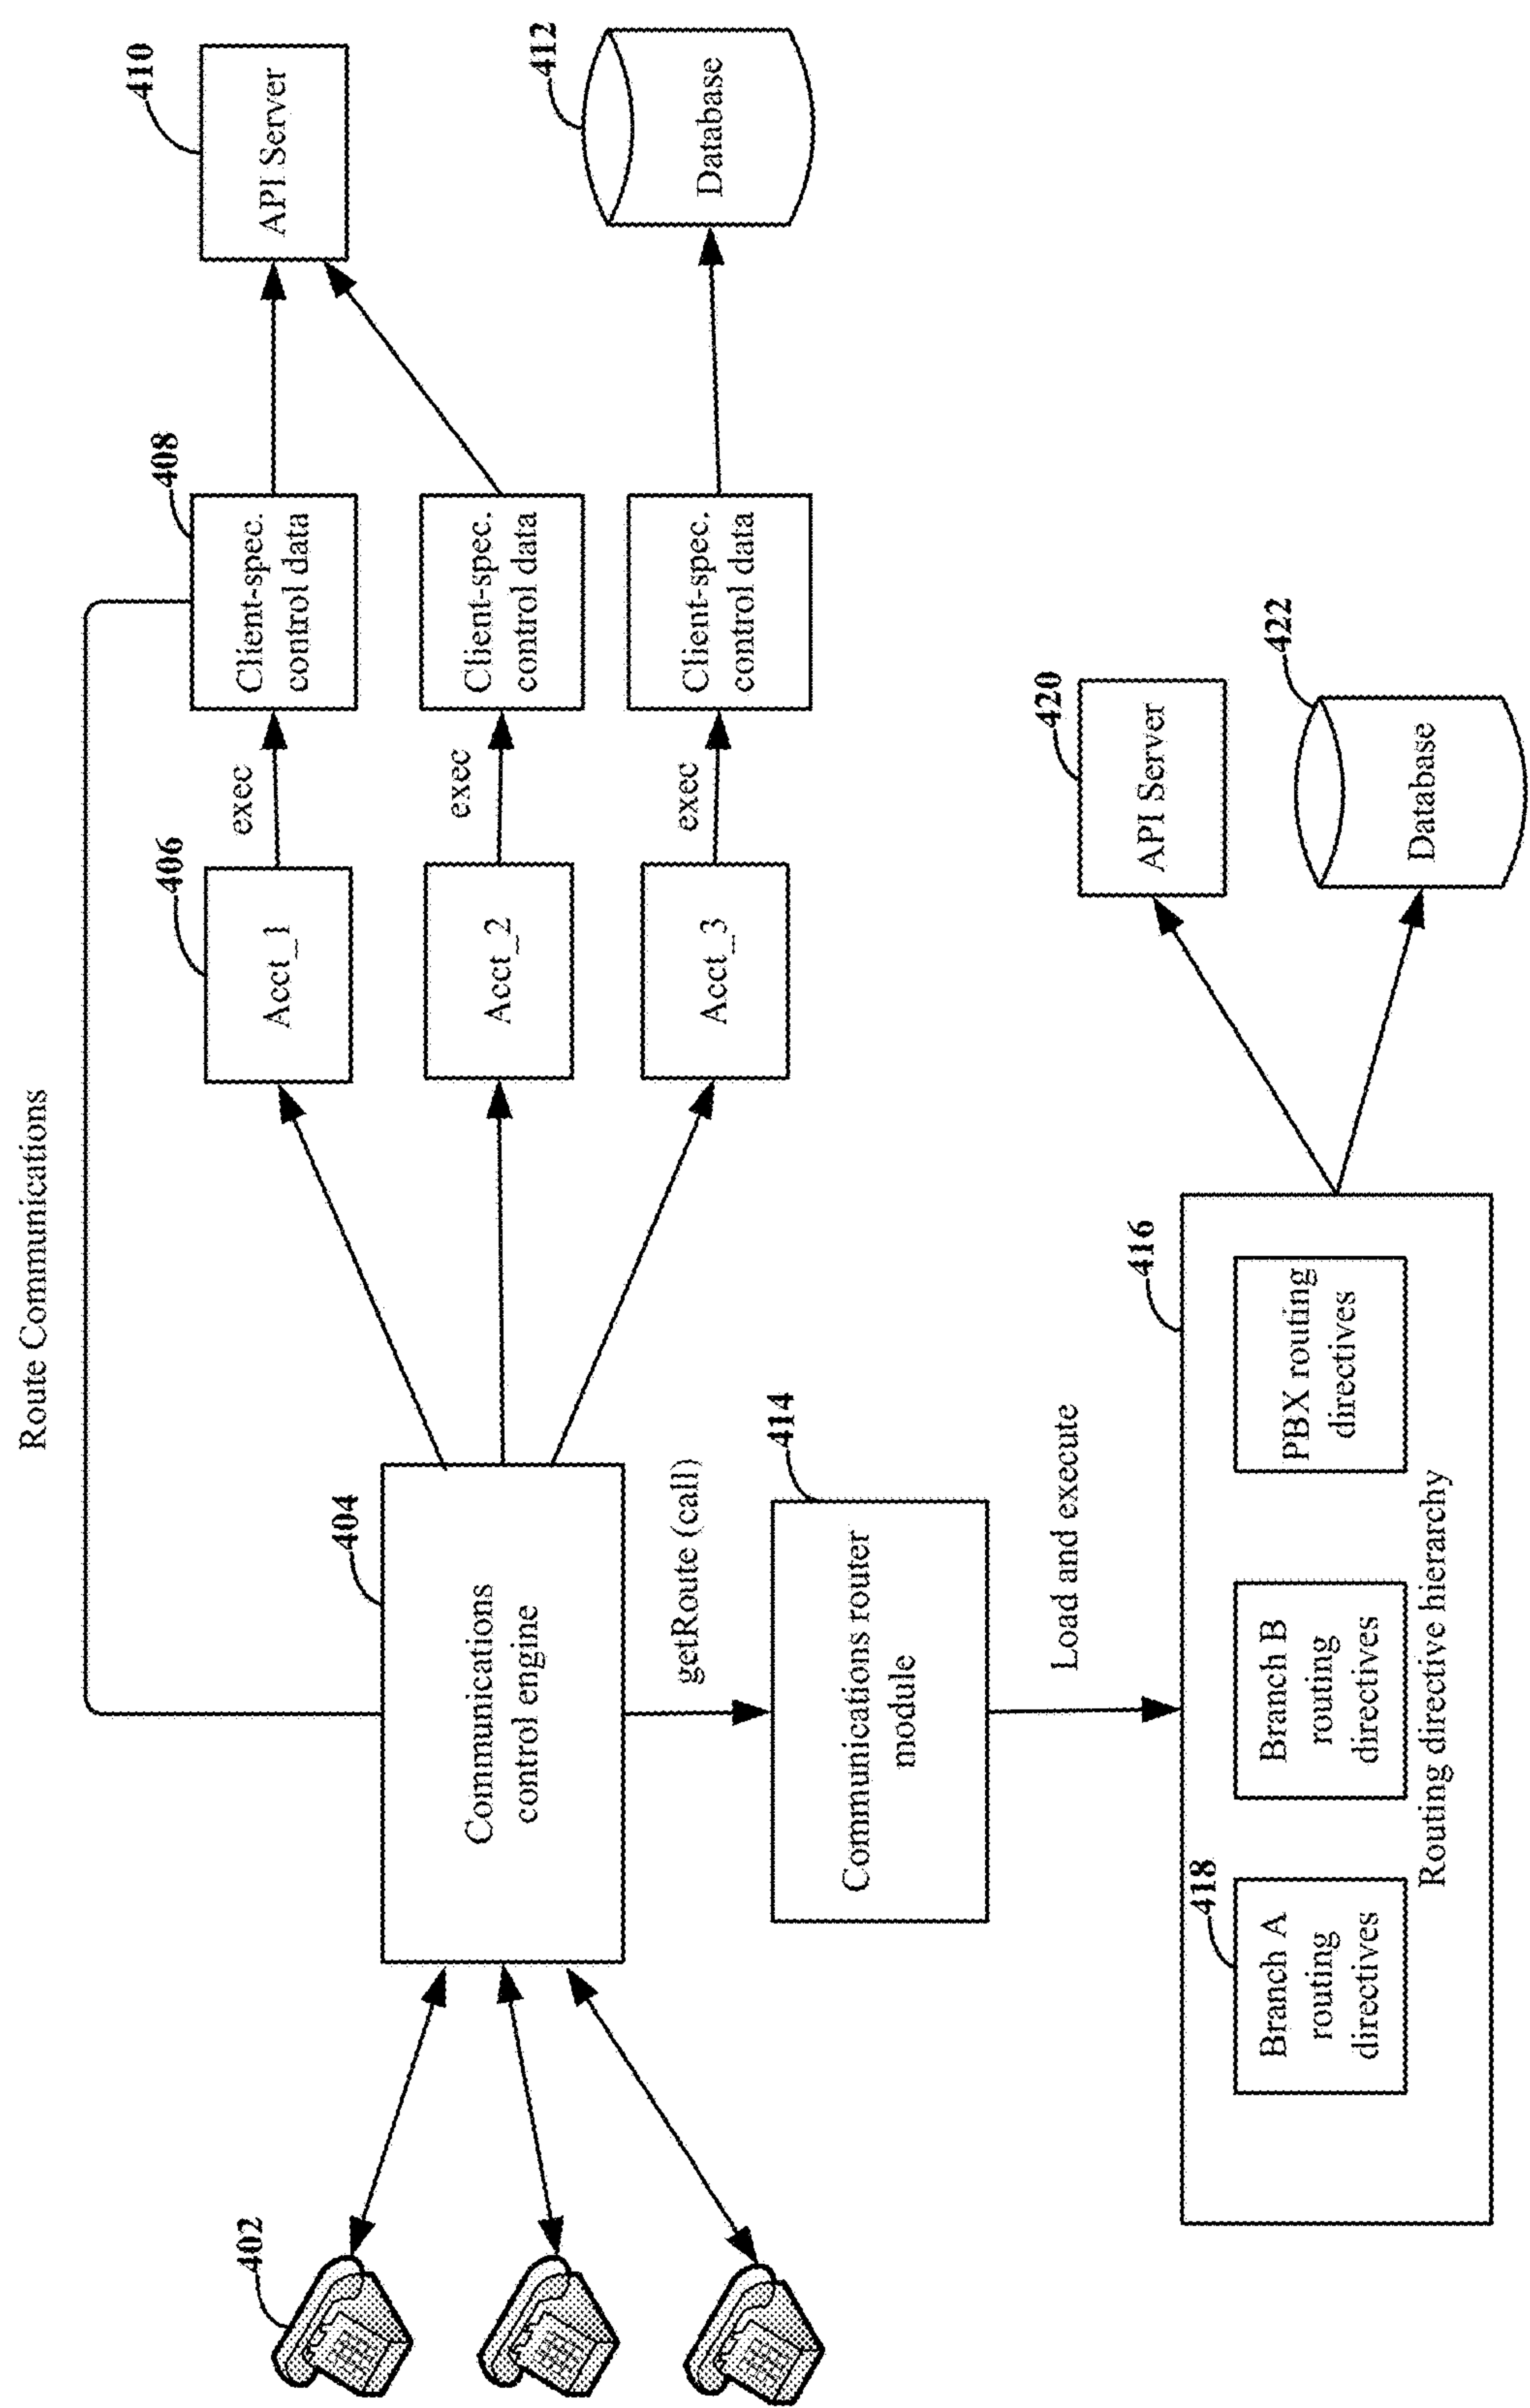 Route Communications
402
404
Communications
control engine
406
Acct_1
exec
408
Client-spec.
control data
410
API Server
Acct_2
exec
Client-spec.
control data
Acct_3
exec
Client-spec.
control data
412
Database
getRoute (call)
414
Communications router
module
Load and execute
416
418
Branch A
routing
directives
Branch B
routing
directives
PBX routing
directives
Routing directive hierarchy
420
API Server
422
Database